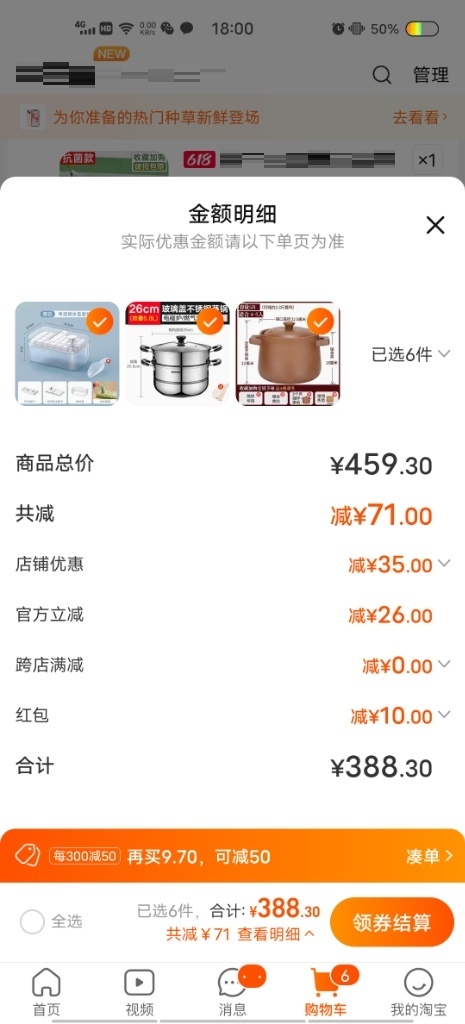 4G HD 0.00 KB/s 18:00 50%
NEW
管理
为你准备的热门种草新鲜登场 去看看
抗菌款 收藏加购 618 ×1
金额明细
实际优惠金额请以下单页为准
26cm 玻璃盖不锈钢蒸锅
已选6件
商品总价 ¥459.30
共减 减¥71.00
店铺优惠 减¥35.00
官方立减 减¥26.00
跨店满减 减¥0.00
红包 减¥10.00
合计 ¥388.30
每300减50 再买9.70，可减50 凑单
全选 已选6件，合计: ¥388.30 领券结算
共减 ¥71 查看明细
6
首页 视频 消息 购物车 我的淘宝